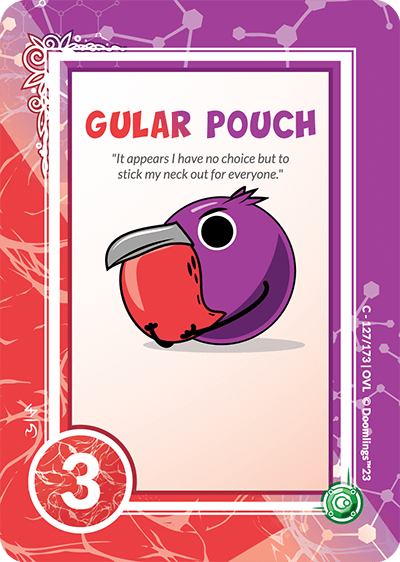 GULAR POUCH
"It appears I have no choice but to
stick my neck out for everyone."
C - 127/173 | OVL © Doomlings™23
3